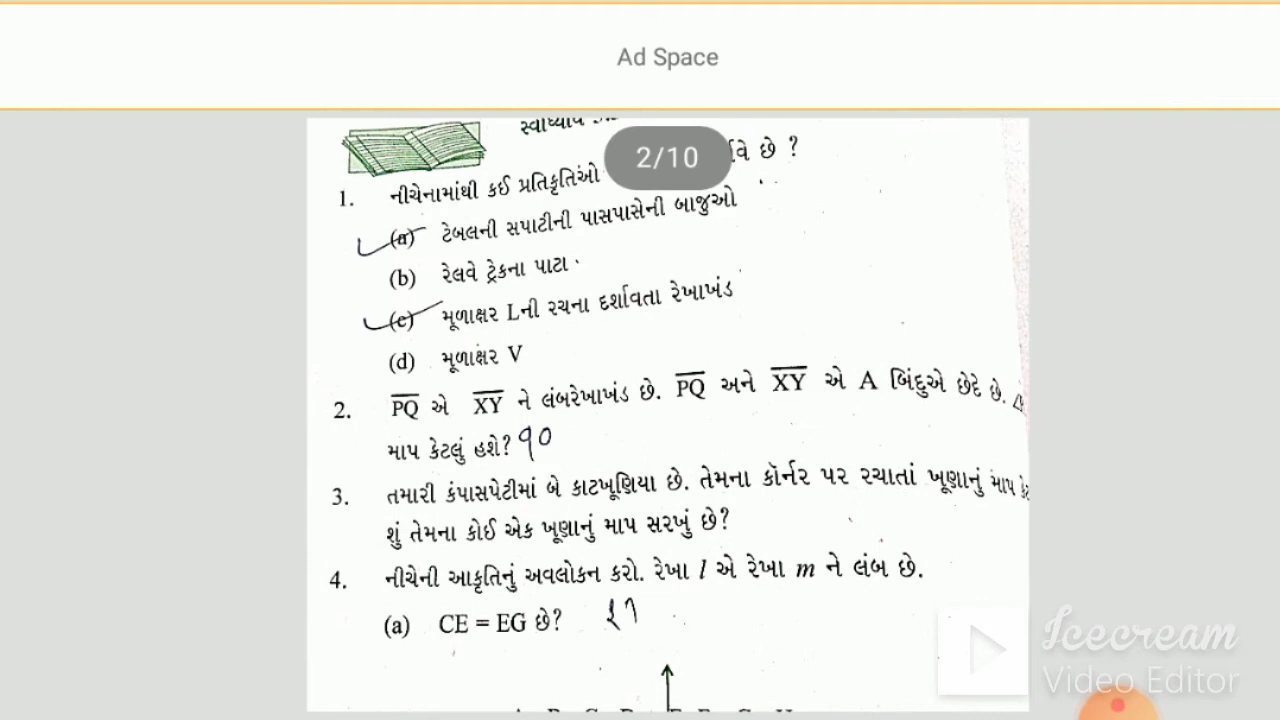 Ad Space
સ્વાધ્યાય
2/10
1. નીચેનામાંથી કઈ પ્રતિકૃતિઓ છે ?
(a) ટેબલની સપાટીની પાસપાસેની બાજુઓ
(b) રેલવે ટ્રેકના પાટા
(c) મૂળાક્ષર Lની રચના દર્શાવતા રેખાખંડ
(d) મૂળાક્ષર V
2. PQ એ XY ને લંબરેખાખંડ છે. PQ અને XY એ A બિંદુએ છેદે છે.
માપ કેટલું હશે? ૧૦
3. તમારી કંપાસપેટીમાં બે કાટખૂણિયા છે. તેમના કૉર્નર પર રચાતાં ખૂણાનું માપ
શું તેમના કોઈ એક ખૂણાનું માપ સરખું છે?
4. નીચેની આકૃતિનું અવલોકન કરો. રેખા l એ રેખા m ને લંબ છે.
(a) CE = EG છે?
Icecream
Video Editor